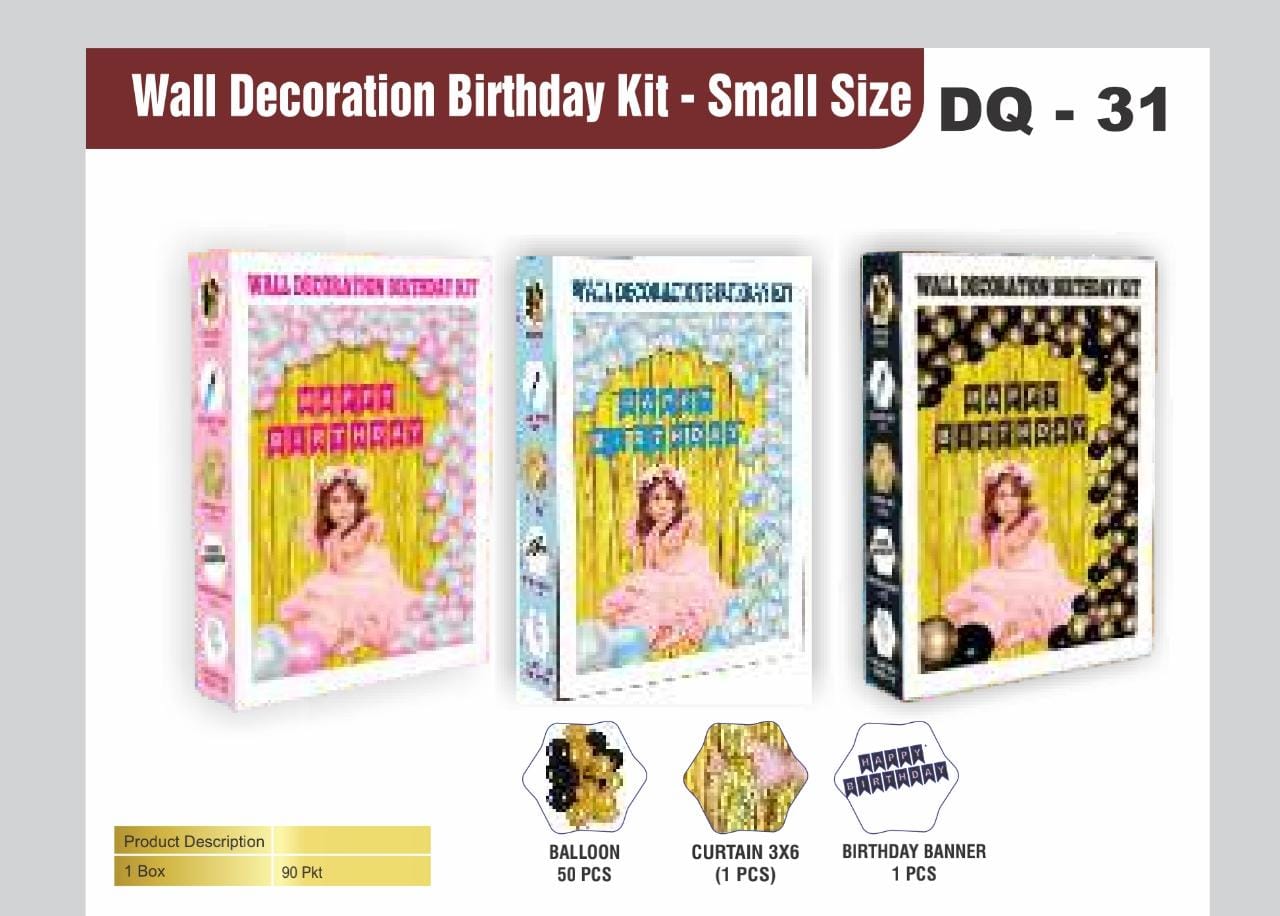 Wall Decoration Birthday Kit - Small Size
DQ - 31
WALL DECORATION BIRTHDAY KIT
WALL DECORATION BIRTHDAY KIT
WALL DECORATION BIRTHDAY KIT
HAPPY
BIRTHDAY
HAPPY
BIRTHDAY
HAPPY
BIRTHDAY
HAPPY
BIRTHDAY
BALLOON
50 PCS
CURTAIN 3X6
(1 PCS)
BIRTHDAY BANNER
1 PCS
Product Description
1 Box
90 Pkt